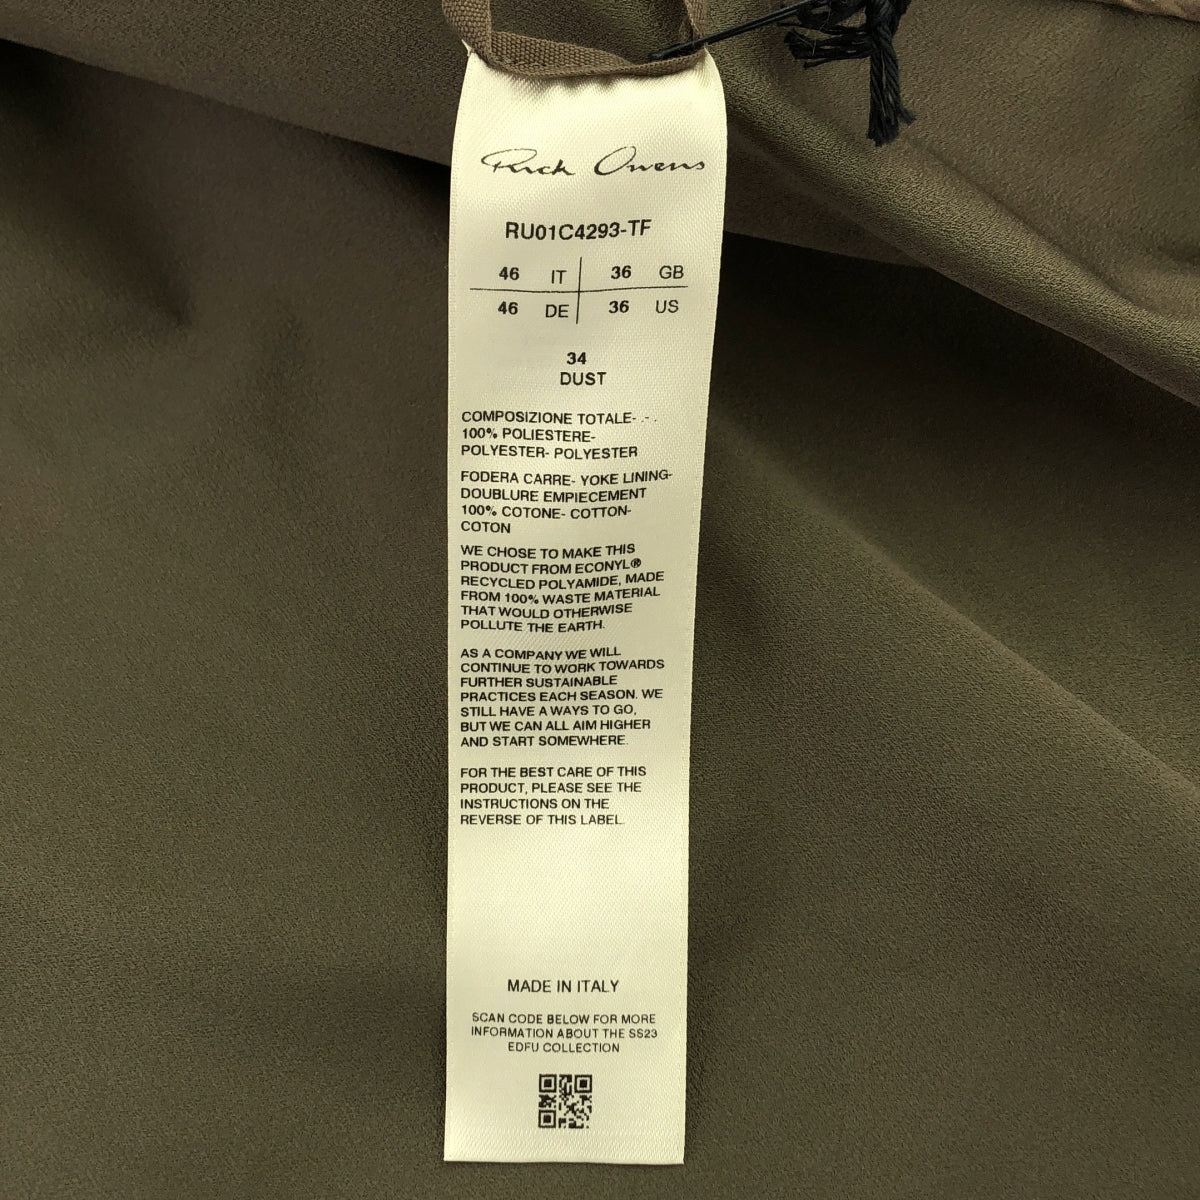 Rick Owens
RU01C4293-TF
46 IT 36 GB
46 DE 36 US
34
DUST
COMPOSIZIONE TOTALE- .- .
100% POLIESTERE-
POLYESTER- POLYESTER
FODERA CARRE- YOKE LINING-
DOUBLURE EMPIECEMENT
100% COTONE- COTTON-
COTON
WE CHOSE TO MAKE THIS
PRODUCT FROM ECONYL®
RECYCLED POLYAMIDE, MADE
FROM 100% WASTE MATERIAL
THAT WOULD OTHERWISE
POLLUTE THE EARTH.
AS A COMPANY WE WILL
CONTINUE TO WORK TOWARDS
FURTHER SUSTAINABLE
PRACTICES EACH SEASON. WE
STILL HAVE A WAYS TO GO,
BUT WE CAN ALL AIM HIGHER
AND START SOMEWHERE.
FOR THE BEST CARE OF THIS
PRODUCT, PLEASE SEE THE
INSTRUCTIONS ON THE
REVERSE OF THIS LABEL.
MADE IN ITALY
SCAN CODE BELOW FOR MORE
INFORMATION ABOUT THE SS23
EDFU COLLECTION